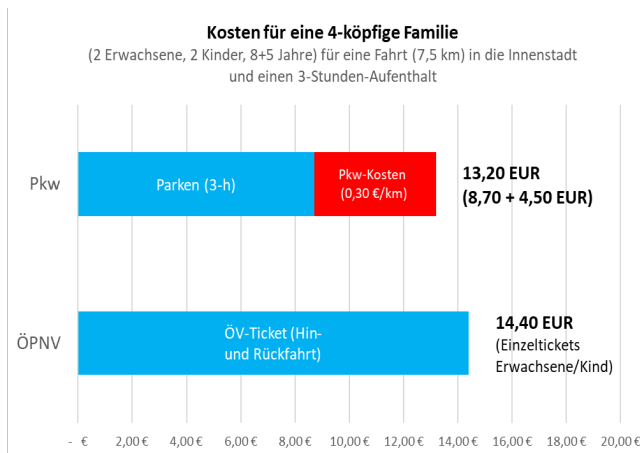 Kosten für eine 4-köpfige Familie
(2 Erwachsene, 2 Kinder, 8+5 Jahre) für eine Fahrt (7,5 km) in die Innenstadt
und einen 3-Stunden-Aufenthalt
Pkw
Parken (3-h)
Pkw-Kosten
(0,30 €/km)
13,20 EUR
(8,70 + 4,50 EUR)
ÖPNV
ÖV-Ticket (Hin-
und Rückfahrt)
14,40 EUR
(Einzeltickets
Erwachsene/Kind)
- € 2,00 € 4,00 € 6,00 € 8,00 € 10,00 € 12,00 € 14,00 € 16,00 € 18,00 € 20,00 €